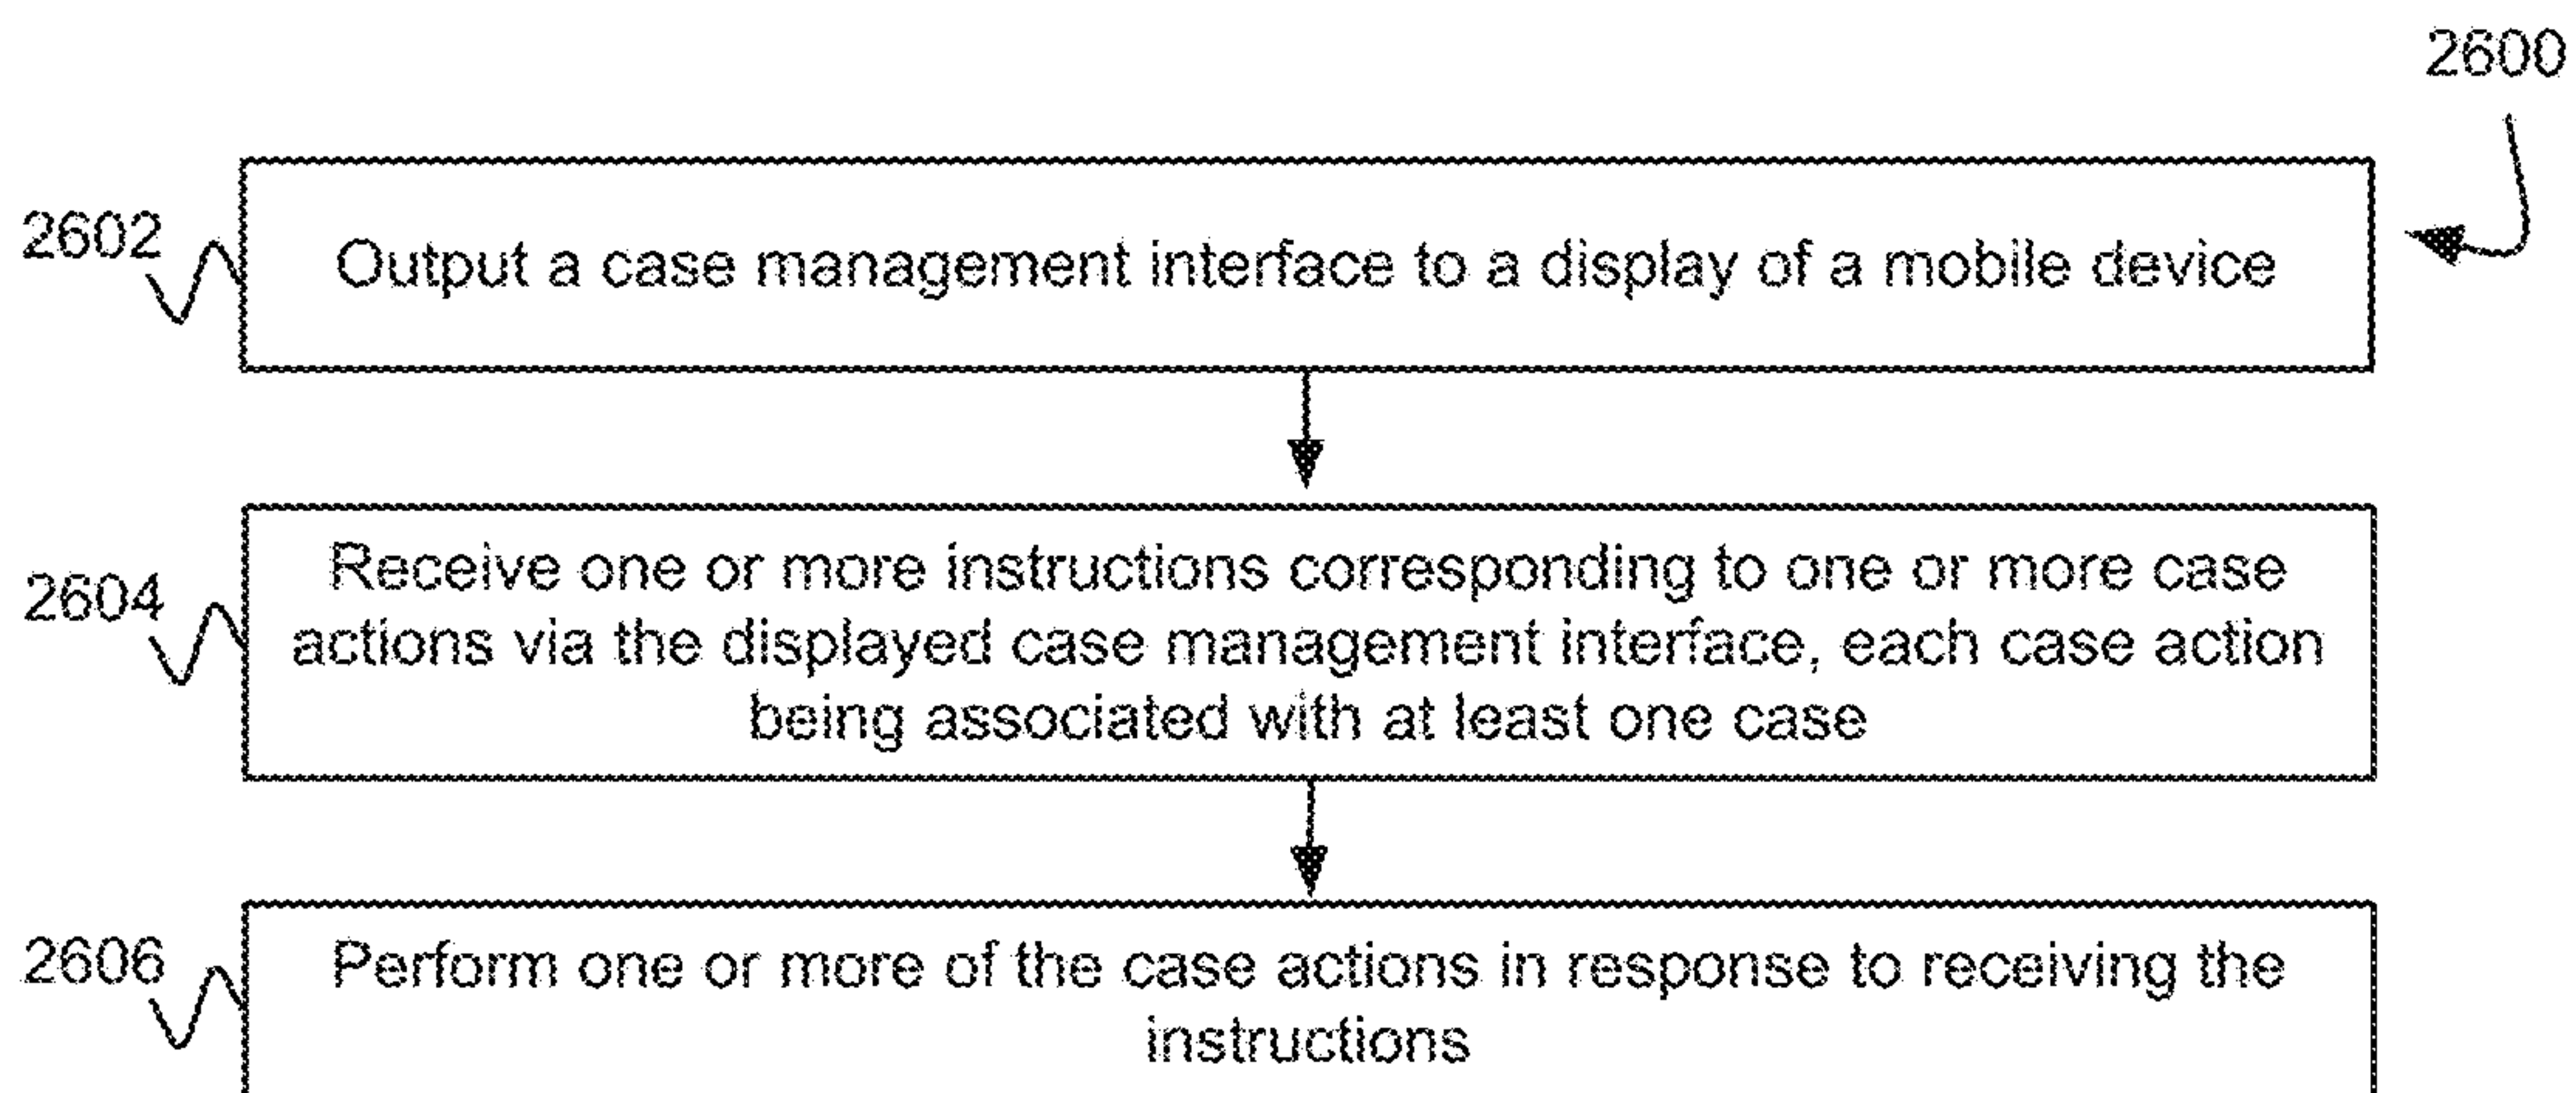 2600
2602
Output a case management interface to a display of a mobile device
2604
Receive one or more instructions corresponding to one or more case
actions via the displayed case management interface, each case action
being associated with at least one case
2606
Perform one or more of the case actions in response to receiving the
instructions